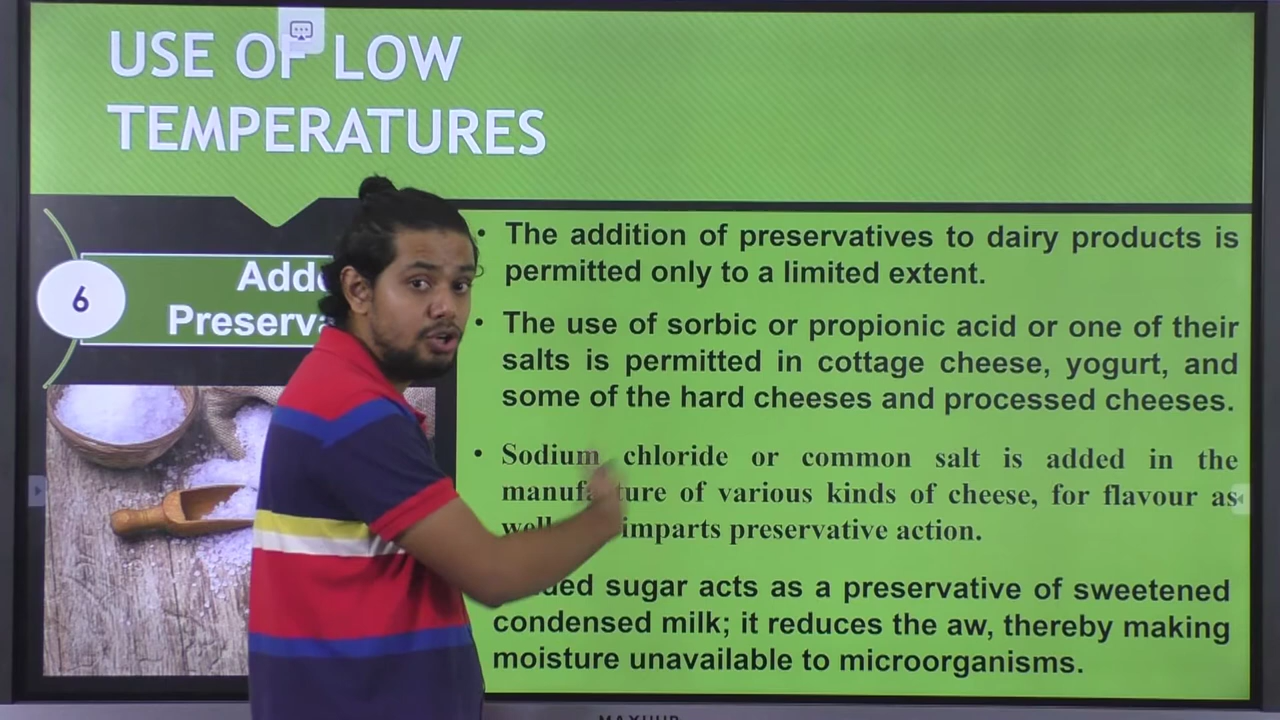 USE OF LOW
TEMPERATURES
6
Preserva
• The addition of preservatives to dairy products is
permitted only to a limited extent.
• The use of sorbic or propionic acid or one of their
salts is permitted in cottage cheese, yogurt, and
some of the hard cheeses and processed cheeses.
• Sodium chloride or common salt is added in the
manufacture of various kinds of cheese, for flavour as
well imparts preservative action.
sugar acts as a preservative of sweetened
condensed milk; it reduces the aw, thereby making
moisture unavailable to microorganisms.